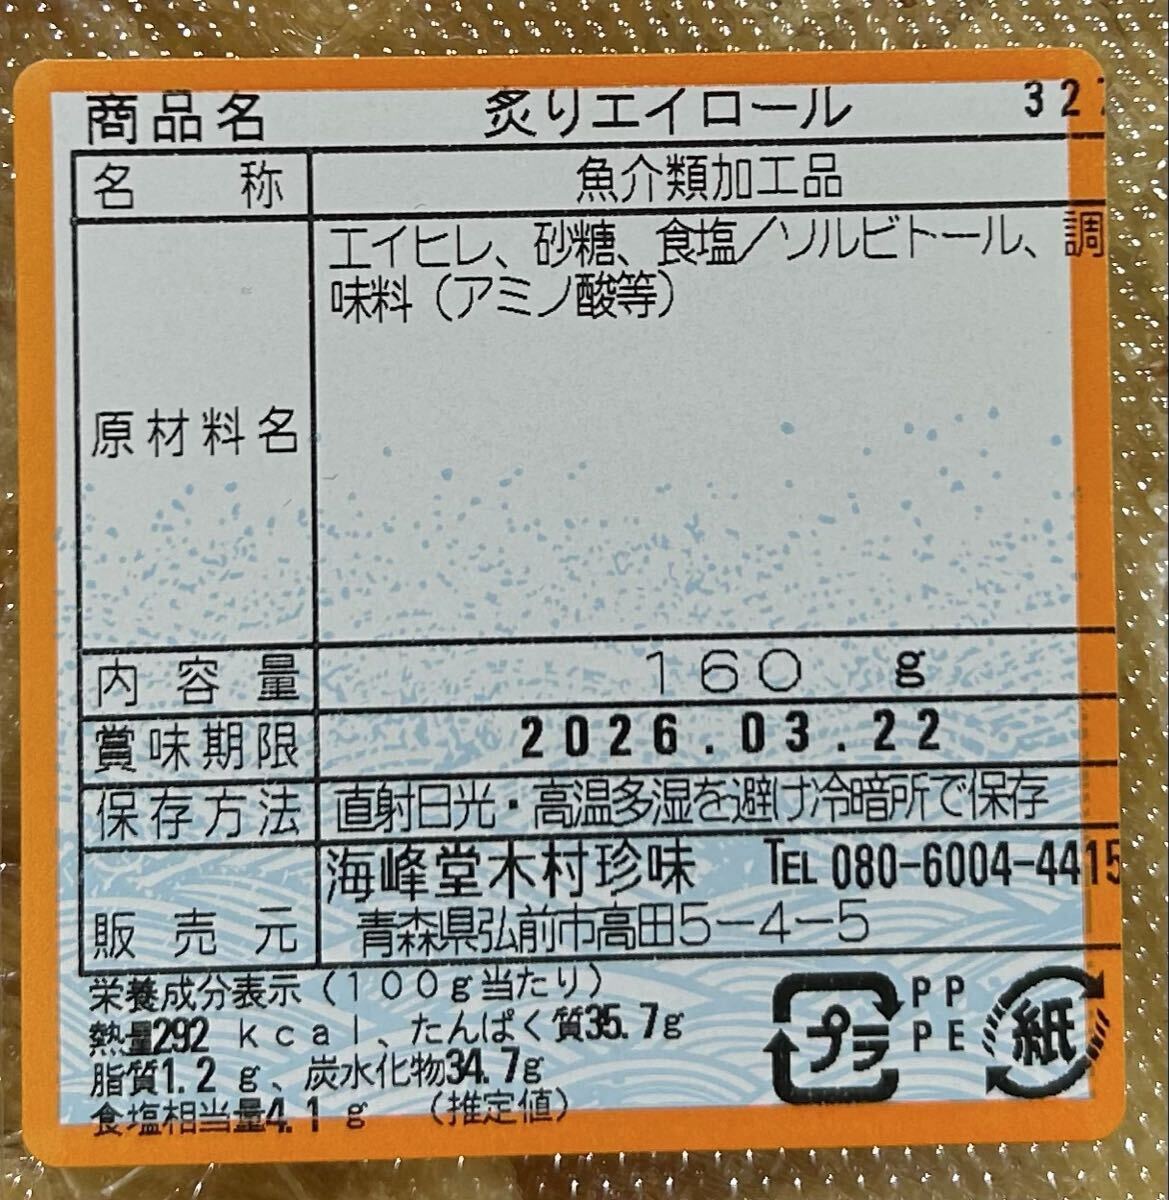 商品名 炙りエイロール 327
名称 魚介類加工品
原材料名 エイヒレ、砂糖、食塩／ソルビトール、調
味料（アミノ酸等）
内容量 160 g
賞味期限 2026.03.22
保存方法 直射日光・高温多湿を避け冷暗所で保存
販売元 海峰堂木村珍味 TEL 080-6004-4415
青森県弘前市高田5-4-5
栄養成分表示（100g当たり）
熱量292 kcal、たんぱく質35.7g
脂質1.2 g、炭水化物34.7g
食塩相当量4.1 g （推定値）
プラ
PP
PE
紙